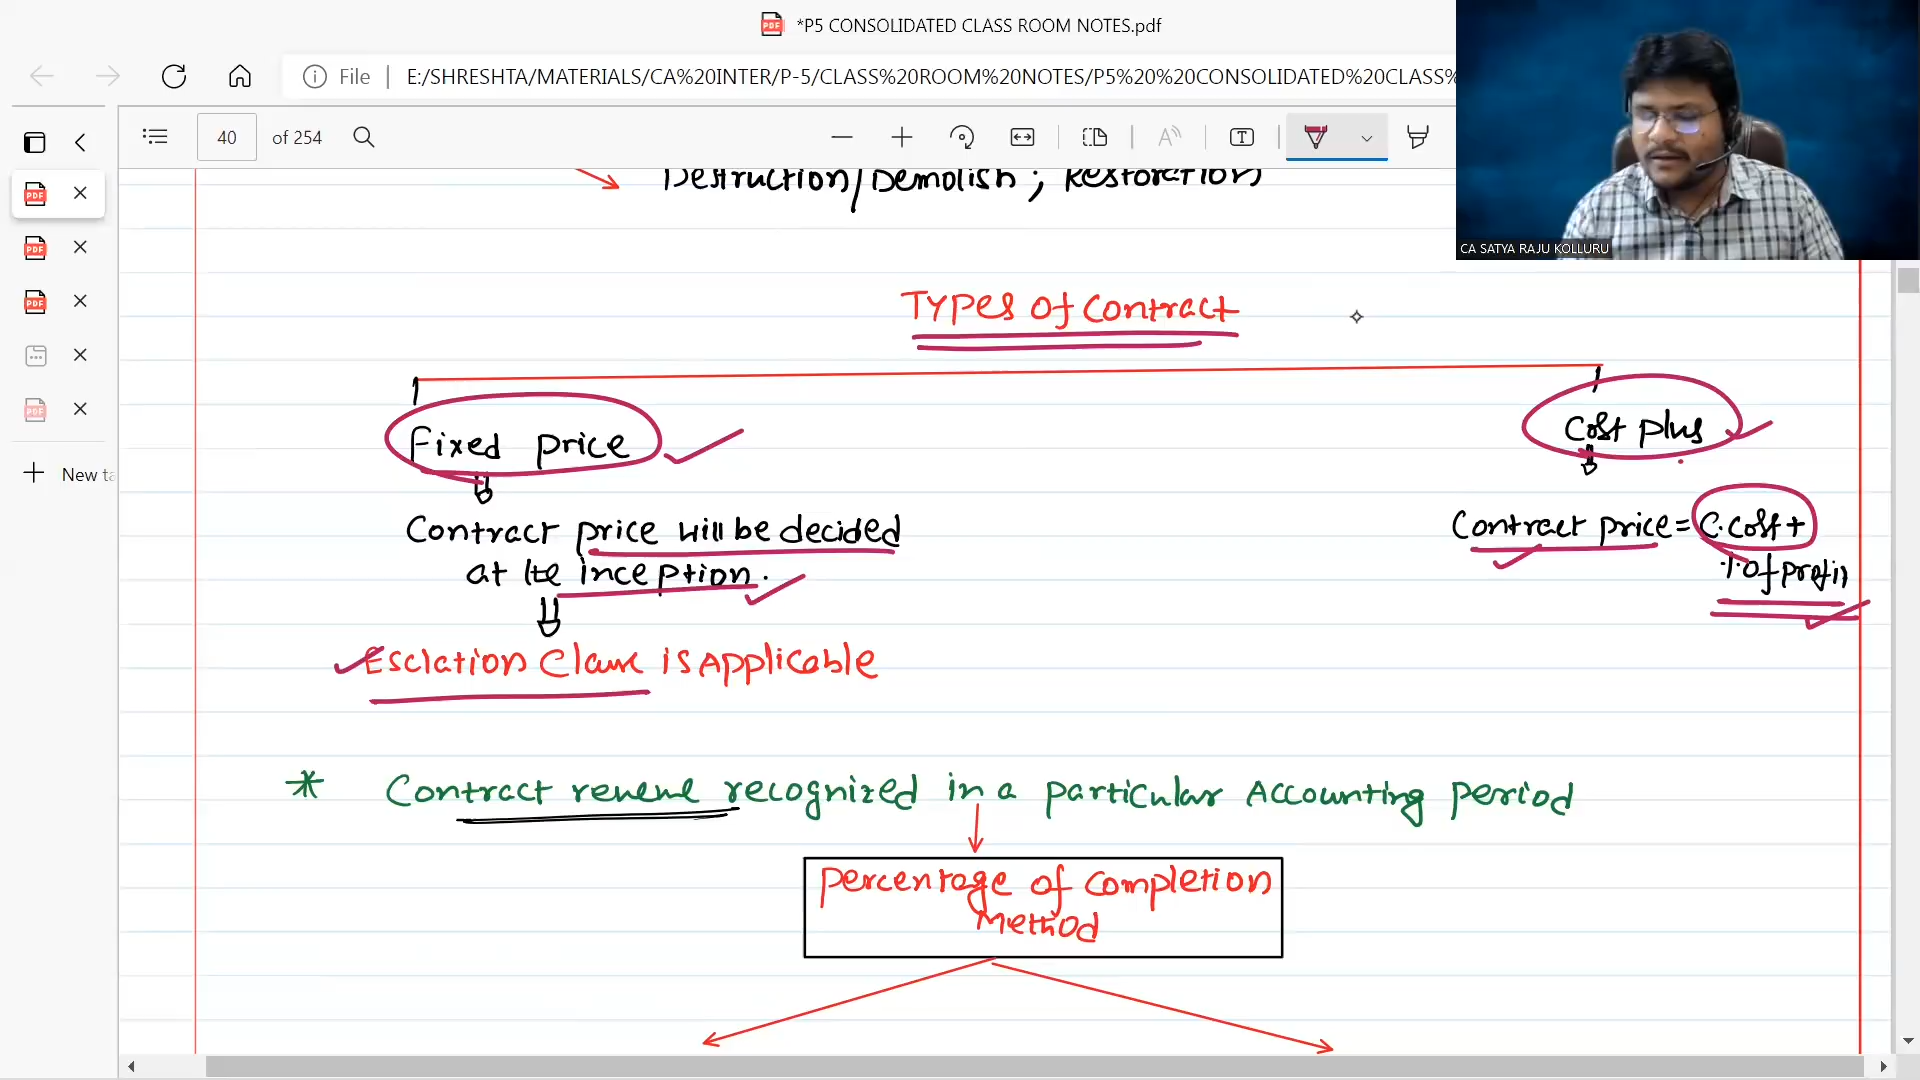 *P5 CONSOLIDATED CLASS ROOM NOTES.pdf
File E:/SHRESHTA/MATERIALS/CA%20INTER/P-5/CLASS%20ROOM%20NOTES/P5%20%20CONSOLIDATED%20CLASS%
40 of 254
CA SATYA RAJU KOLLURU
Destruction/Demolish ; Restoration
Types of contract
Fixed price
Cost plus
Contract price will be decided
at the inception.
Contract price = C.cost +
% of profit
Esclation Clause is Applicable
New ta
* Contract revenue recognized in a particular Accounting period
Percentage of completion
Method